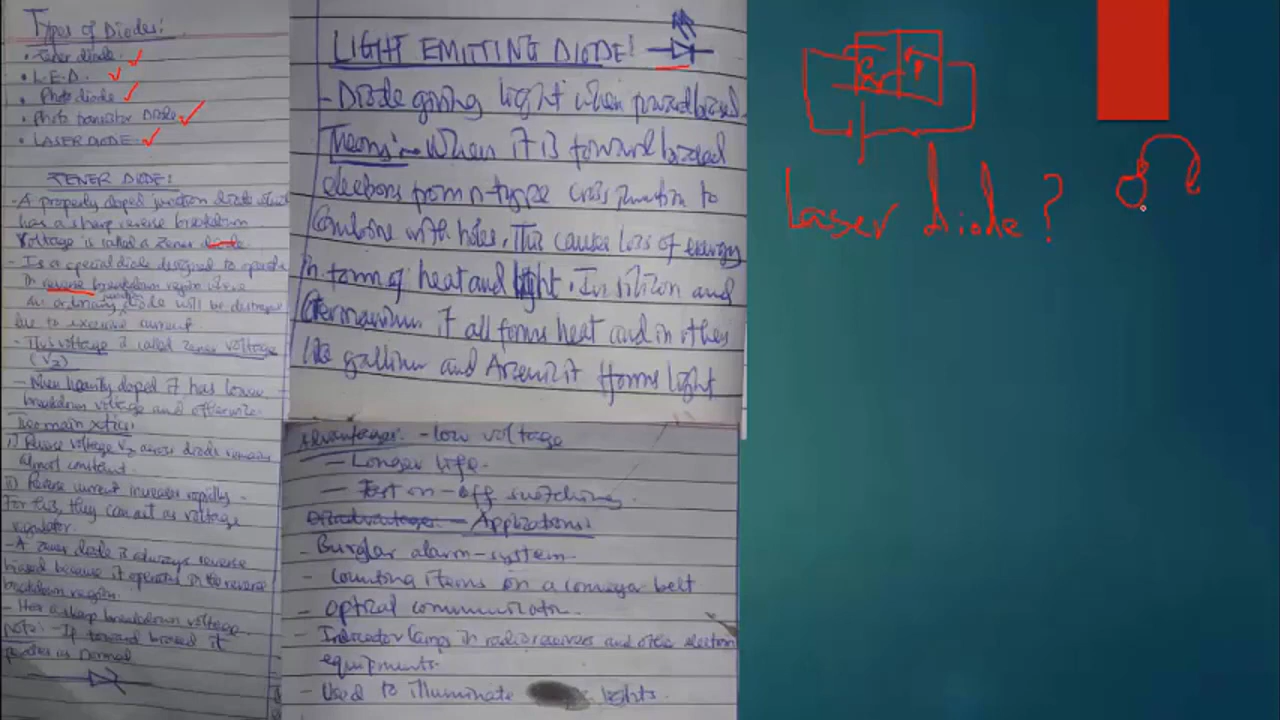 Types of Diodes:
• Zener diode.
• L.E.D.
• Photo diode
• Photo transistor Diode
• LASER DIODE.
ZENER DIODE:
- A properly doped junction diode which
has a sharp reverse breakdown
Voltage is called a zener diode
- Is a special diode designed to operate
in reverse breakdown region where
an ordinary diode will be destroyed
due to excessive current
- This voltage is called zener voltage
(Vz)
- When heavily doped it has lower
breakdown voltage and otherwise
Two main xtics:
i) Reverse voltage Vz across diode remains
almost constant.
ii) Reverse current increases rapidly -
For this, they can act as voltage
regulator.
- A zener diode is always reverse
biased because it operates in the reverse
breakdown region.
- Has a sharp breakdown voltage
note: - If forward biased it
as normal
LIGHT EMITTING DIODE:
- Diode giving light when forward biased.
Theory: - When it is forward biased
electrons from n-type cross junction to
Combine with holes. This causes loss of energy
in form of heat and light. In silicon and
Germanium it all forms heat and in other
like gallium and it forms light
Advantages: - low voltage
- Longer life.
- Fast on-off switching.
Disadvantages - Applications:
- Burglar alarm-system.
- Counting items on a conveyor belt
- optical communication.
- Indicator lamps in radio receivers and other electron
equipments.
- Used to illuminate lights.
P
Laser diode?